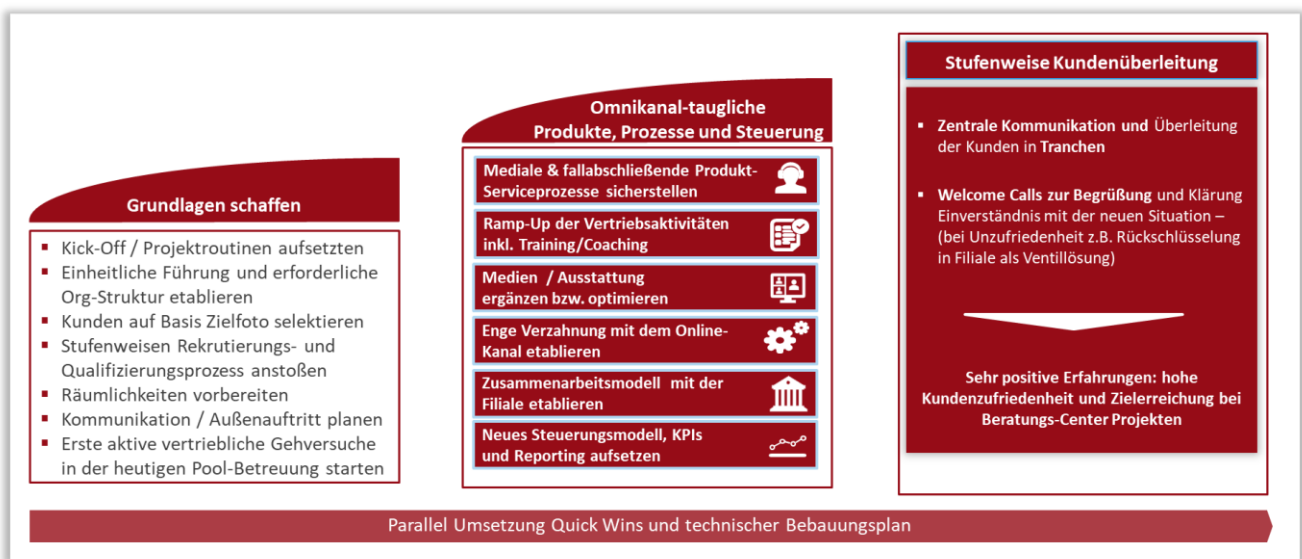 Grundlagen schaffen
Kick-Off / Projektroutinen aufsetzten
Einheitliche Führung und erforderliche
Org-Struktur etablieren
Kunden auf Basis Zielfoto selektieren
Stufenweisen Rekrutierungs- und
Qualifizierungsprozess anstoßen
Räumlichkeiten vorbereiten
Kommunikation / Außenauftritt planen
Erste aktive vertriebliche Gehversuche
in der heutigen Pool-Betreuung starten
Omnikanal-taugliche
Produkte, Prozesse und Steuerung
Mediale & fallabschließende Produkt-
Serviceprozesse sicherstellen
Ramp-Up der Vertriebsaktivitäten
inkl. Training/Coaching
Medien / Ausstattung
ergänzen bzw. optimieren
Enge Verzahnung mit dem Online-
Kanal etablieren
Zusammenarbeitsmodell mit der
Filiale etablieren
Neues Steuerungsmodell, KPIs
und Reporting aufsetzen
Stufenweise Kundenüberleitung
Zentrale Kommunikation und Überleitung
der Kunden in Tranchen
Welcome Calls zur Begrüßung und Klärung
Einverständnis mit der neuen Situation –
(bei Unzufriedenheit z.B. Rückschlüsselung
in Filiale als Ventillösung)
Sehr positive Erfahrungen: hohe
Kundenzufriedenheit und Zielerreichung bei
Beratungs-Center Projekten
Parallel Umsetzung Quick Wins und technischer Bebauungsplan